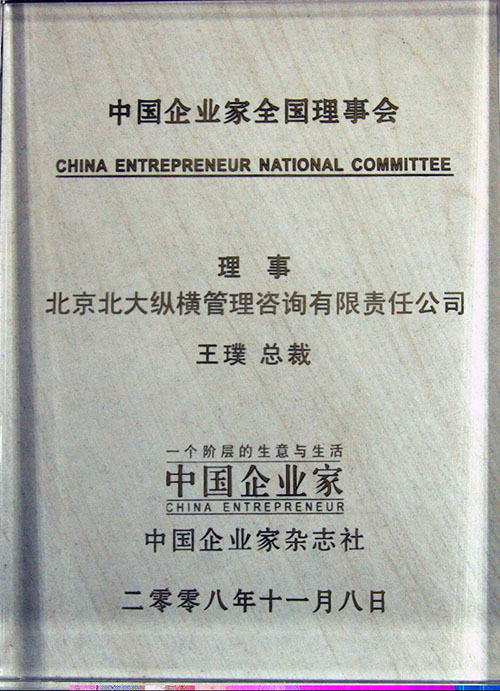 中国企业家全国理事会
CHINA ENTREPRENEUR NATIONAL COMMITTEE
理 事
北京北大纵横管理咨询有限责任公司
王璞 总裁
一个阶层的生意与生活
中国企业家
CHINA ENTREPRENEUR
中国企业家杂志社
二零零八年十一月八日